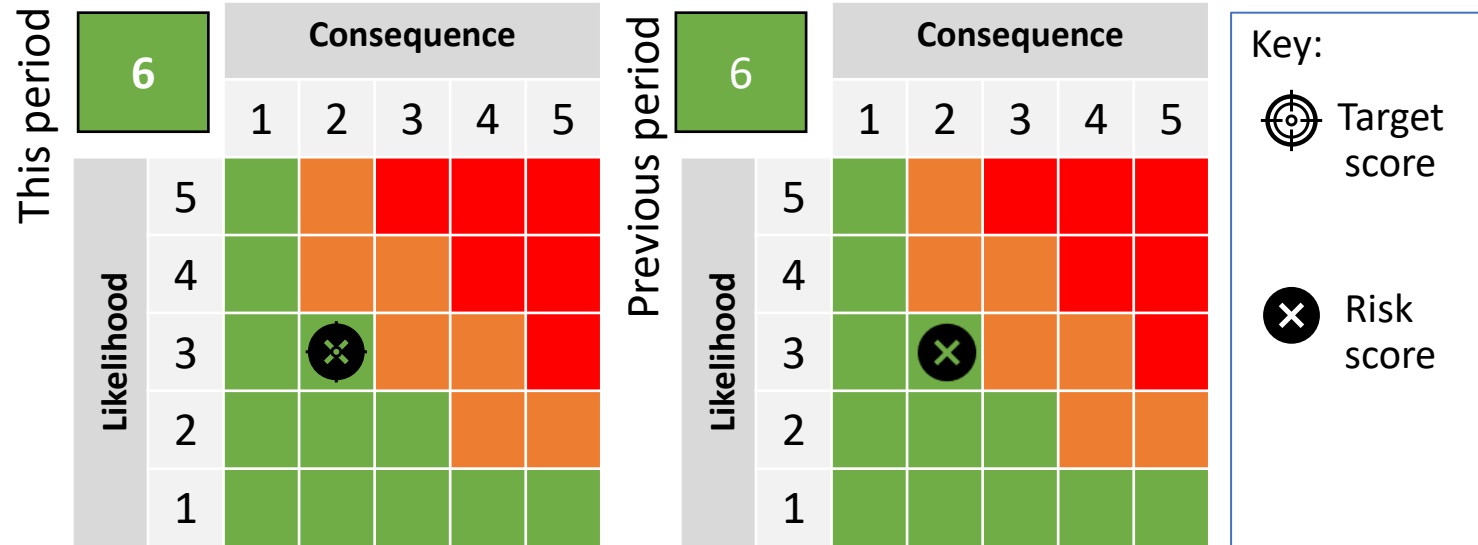 This period
6
Consequence
1 2 3 4 5
Likelihood
5
4
3
2
1
Previous period
6
Consequence
1 2 3 4 5
Likelihood
5
4
3
2
1
Key:
Target
score
Risk
score